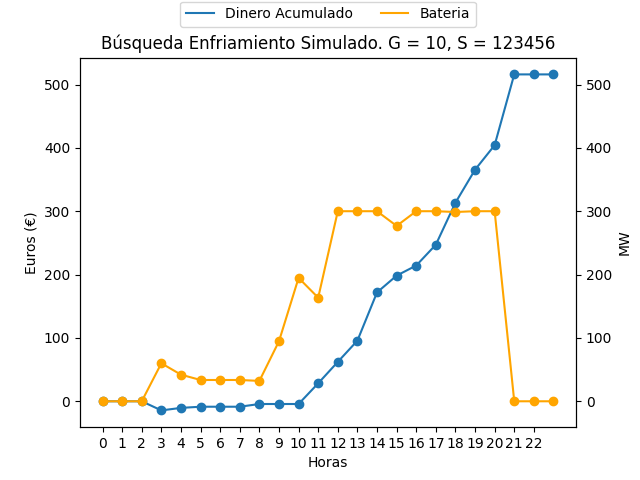 Dinero Acumulado Bateria
Búsqueda Enfriamiento Simulado. G = 10, S = 123456
500 500
400 400
300 300
200 200
100 100
0 0
Euros (€)
MW
0 1 2 3 4 5 6 7 8 9 10 11 12 13 14 15 16 17 18 19 20 21 22
Horas